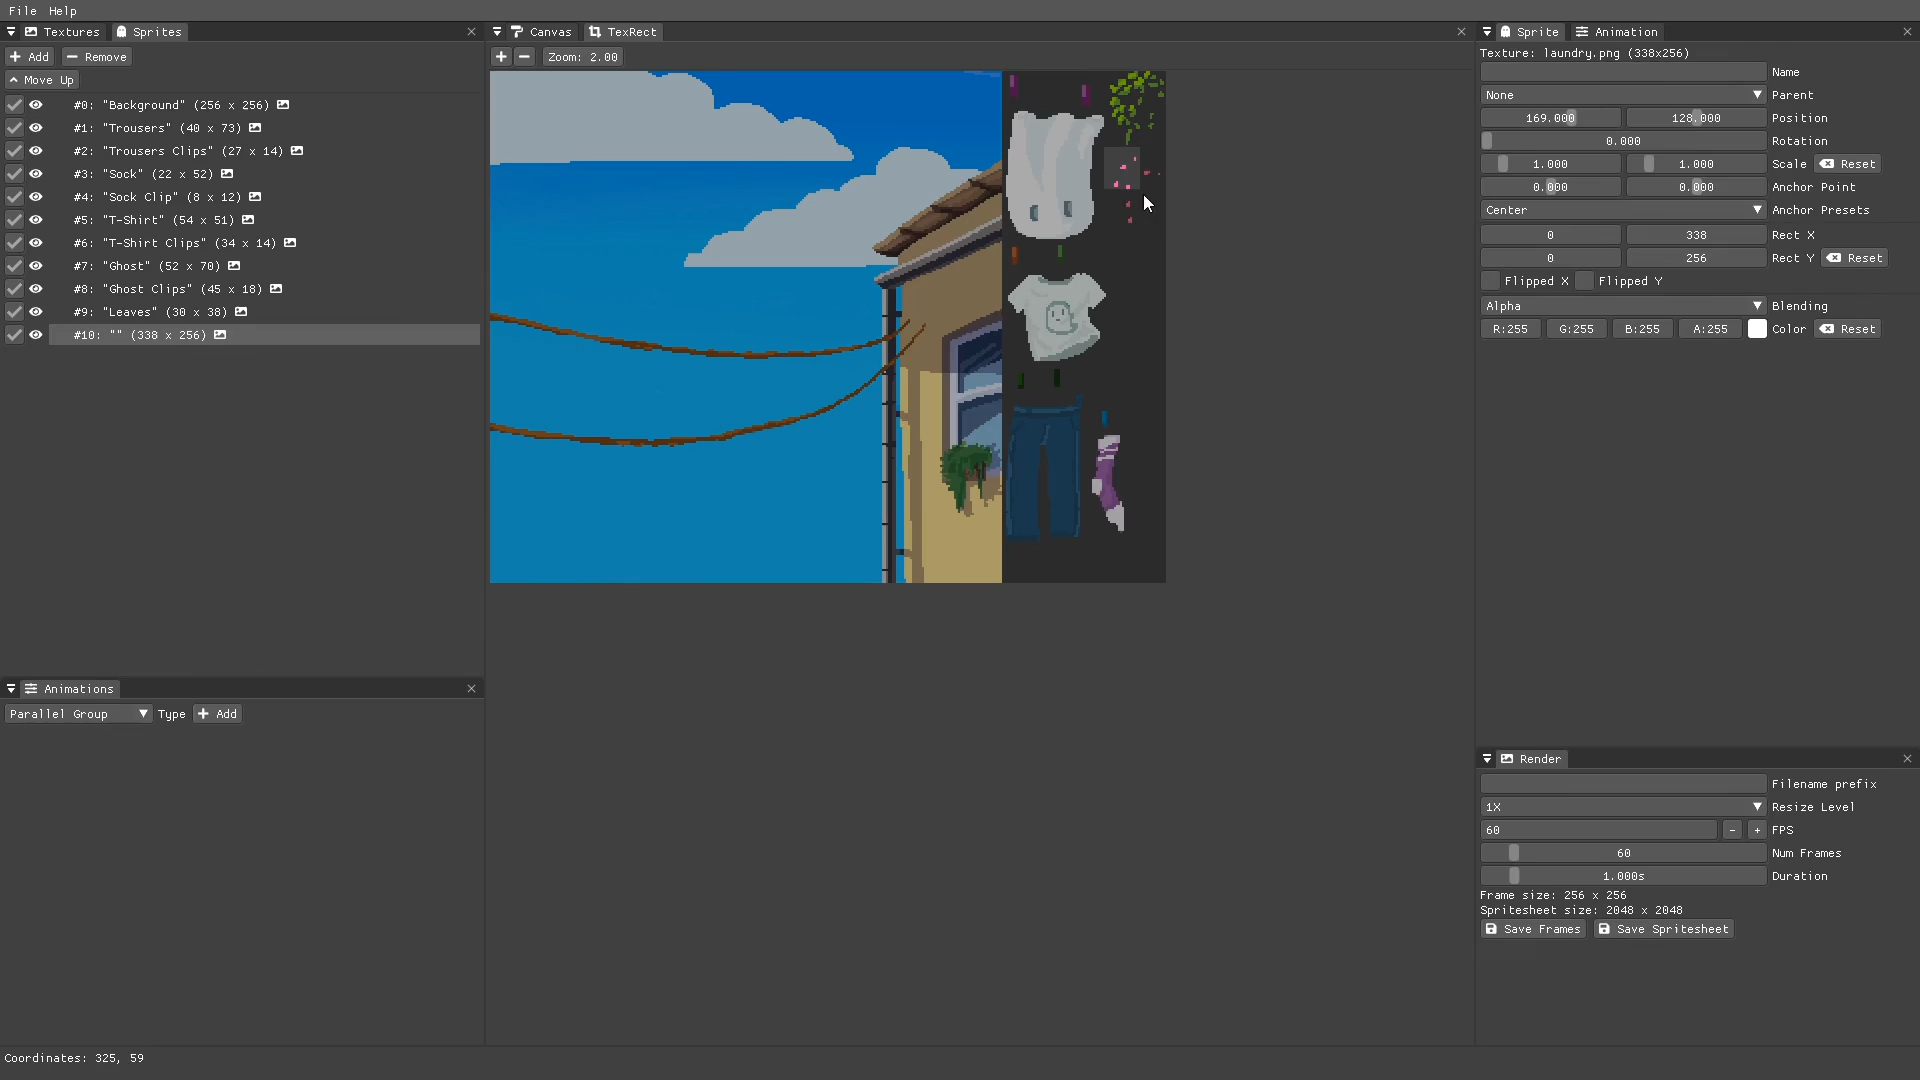 File Help
Textures Sprites
Add Remove
Move Up
#0: "Background" (256 x 256)
#1: "Trousers" (40 x 73)
#2: "Trousers Clips" (27 x 14)
#3: "Sock" (22 x 52)
#4: "Sock Clip" (8 x 12)
#5: "T-Shirt" (54 x 51)
#6: "T-Shirt Clips" (34 x 14)
#7: "Ghost" (52 x 70)
#8: "Ghost Clips" (45 x 18)
#9: "Leaves" (30 x 38)
#10: "" (338 x 256)
Animations
Parallel Group Type Add
Coordinates: 325, 59
Canvas TexRect
Zoom: 2.00
Sprite Animation
Texture: laundry.png (338x256)
Name
None Parent
169.000 128.000 Position
0.000 Rotation
1.000 1.000 Scale Reset
0.000 0.000 Anchor Point
Center Anchor Presets
0 338 Rect X
0 256 Rect Y Reset
Flipped X Flipped Y
Alpha Blending
R:255 G:255 B:255 A:255 Color Reset
Render
Filename prefix
1X Resize Level
60 - + FPS
60 Num Frames
1.000s Duration
Frame size: 256 x 256
Spritesheet size: 2048 x 2048
Save Frames Save Spritesheet